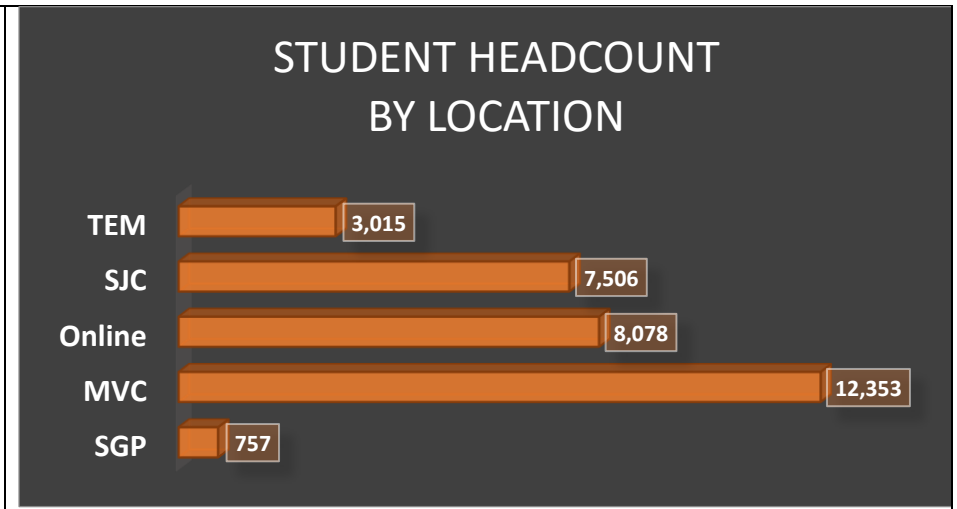 STUDENT HEADCOUNT
BY LOCATION
TEM 3,015
SJC 7,506
Online 8,078
MVC 12,353
SGP 757